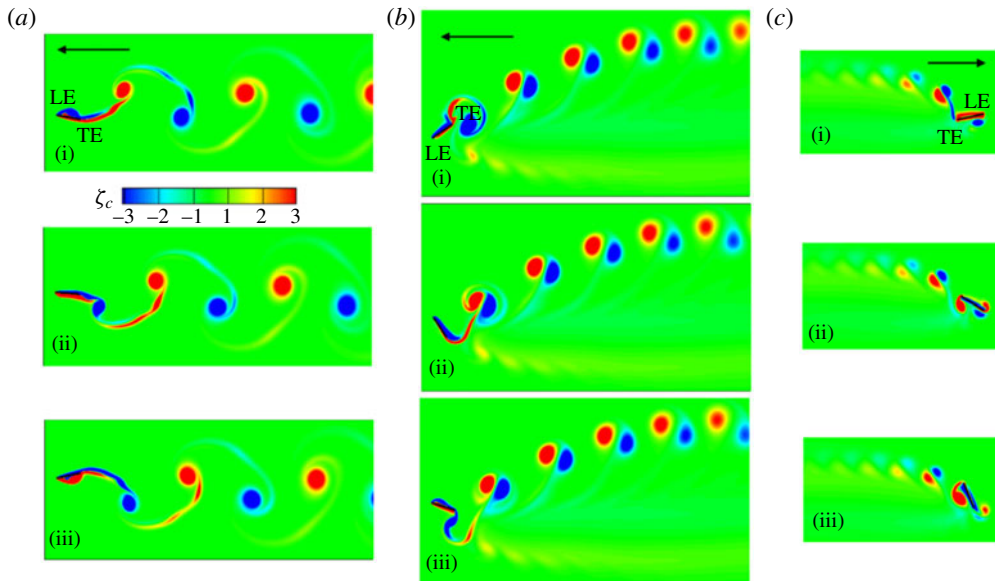 (a)
(b)
(c)
LE
TE
(i)
TE
LE
(i)
LE
TE
(i)
ζc
−3 −2 −1 1 2 3
(ii)
(ii)
(ii)
(iii)
(iii)
(iii)